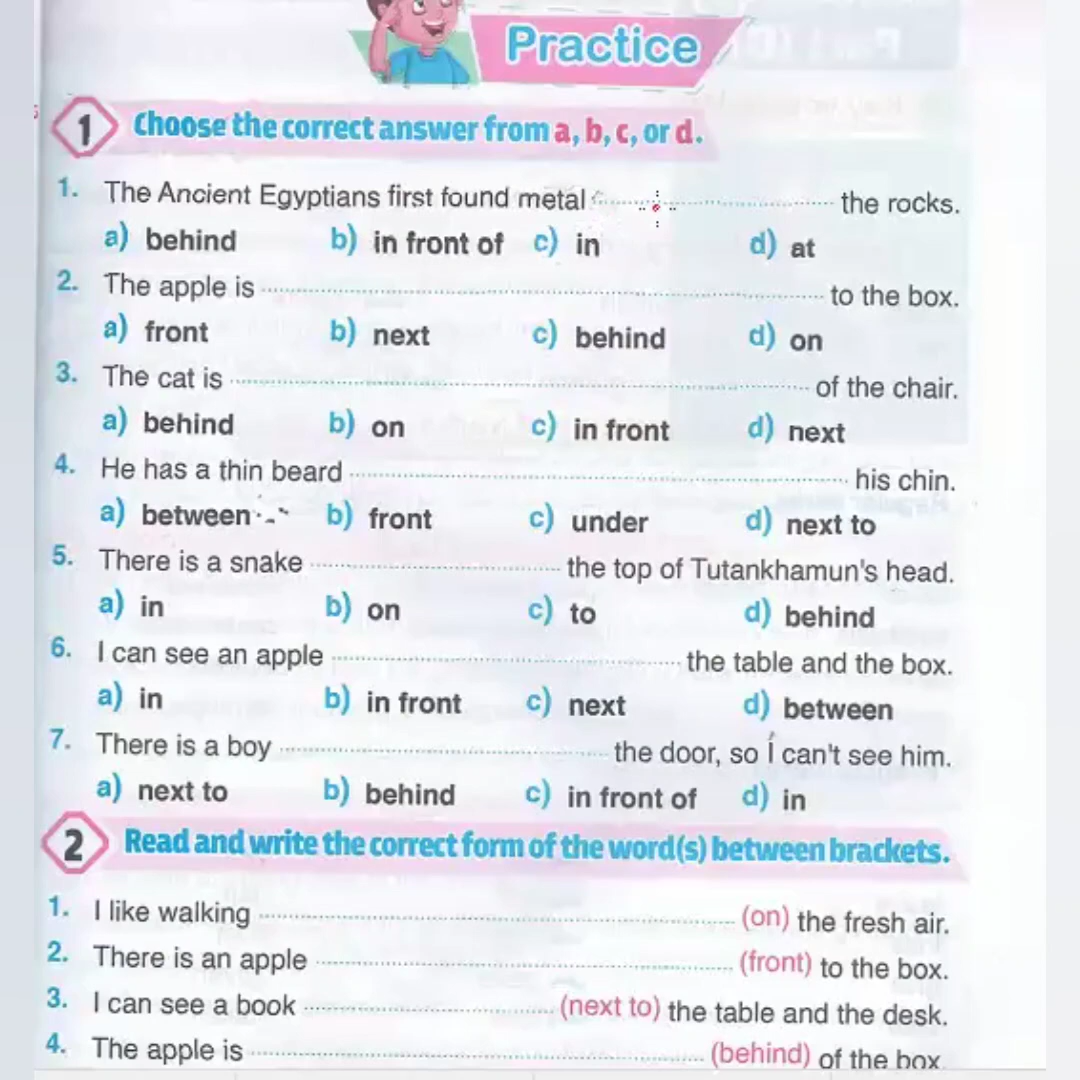 Practice
1 Choose the correct answer from a, b, c, or d.
1. The Ancient Egyptians first found metal the rocks.
a) behind b) in front of c) in d) at
2. The apple is to the box.
a) front b) next c) behind d) on
3. The cat is of the chair.
a) behind b) on c) in front d) next
4. He has a thin beard his chin.
a) between b) front c) under d) next to
5. There is a snake the top of Tutankhamun's head.
a) in b) on c) to d) behind
6. I can see an apple the table and the box.
a) in b) in front c) next d) between
7. There is a boy the door, so I can't see him.
a) next to b) behind c) in front of d) in
2 Read and write the correct form of the word(s) between brackets.
1. I like walking (on) the fresh air.
2. There is an apple (front) to the box.
3. I can see a book (next to) the table and the desk.
4. The apple is (behind) of the box